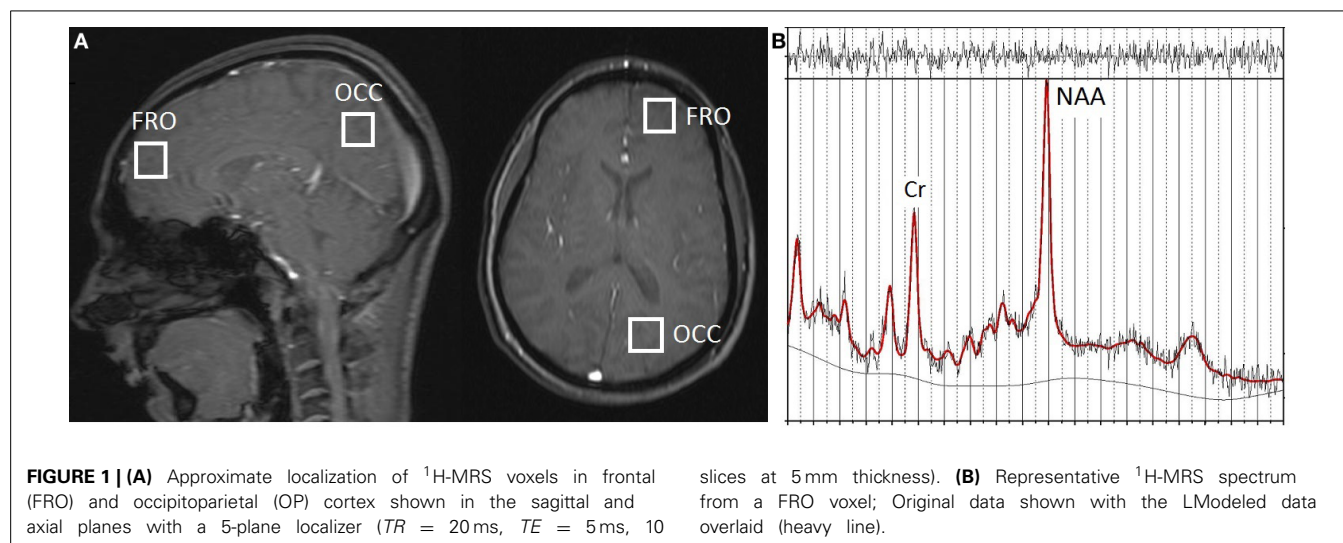 A
FRO
OCC
FRO
OCC
B
NAA
Cr
FIGURE 1 | (A) Approximate localization of ¹H-MRS voxels in frontal
(FRO) and occipitoparietal (OP) cortex shown in the sagittal and
axial planes with a 5-plane localizer (TR = 20 ms, TE = 5 ms, 10
slices at 5 mm thickness). (B) Representative ¹H-MRS spectrum
from a FRO voxel; Original data shown with the LModeled data
overlaid (heavy line).